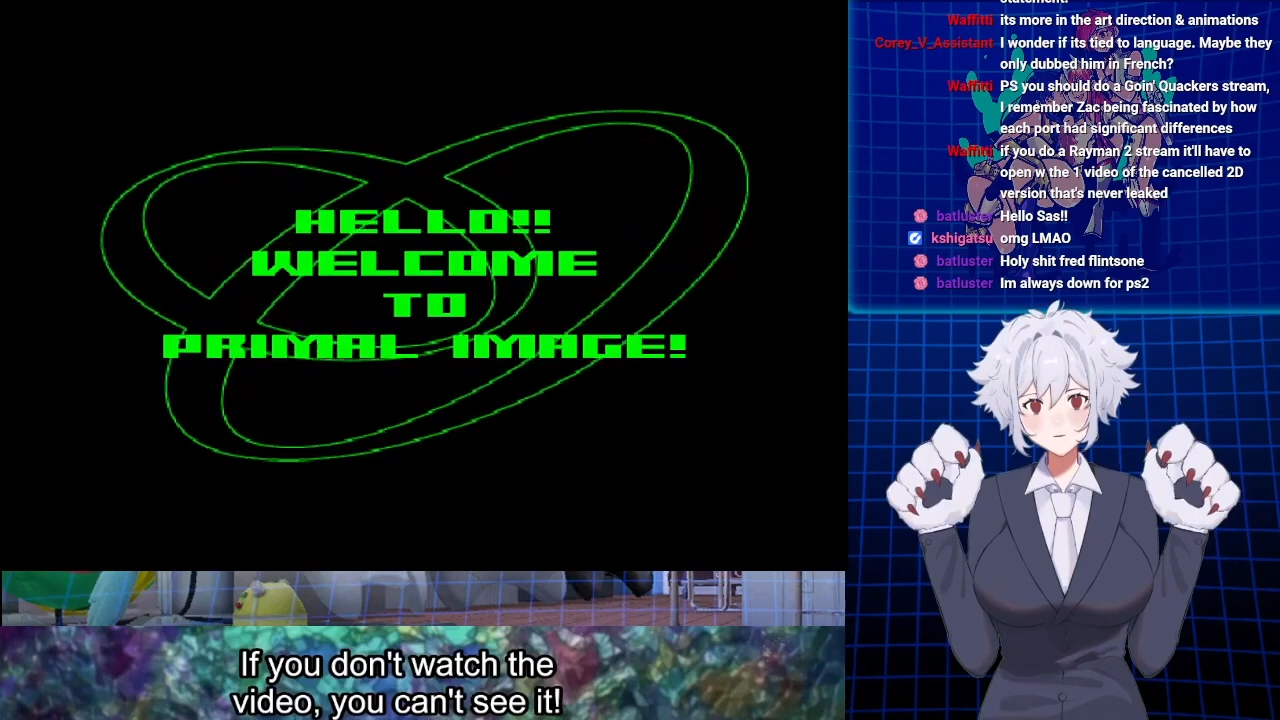 HELLO!!
WELCOME
TO
PRIMAL IMAGE!
If you don't watch the
video, you can't see it!
statement!
Waffitti its more in the art direction & animations
Corey_V_Assistant I wonder if its tied to language. Maybe they
only dubbed him in French?
Waffitti PS you should do a Goin' Quackers stream,
I remember Zac being fascinated by how
each port had significant differences
Waffitti if you do a Rayman 2 stream it'll have to
open w the 1 video of the cancelled 2D
version that's never leaked
batluster Hello Sas!!
kshigatsu omg LMAO
batluster Holy shit fred flintsone
batluster Im always down for ps2